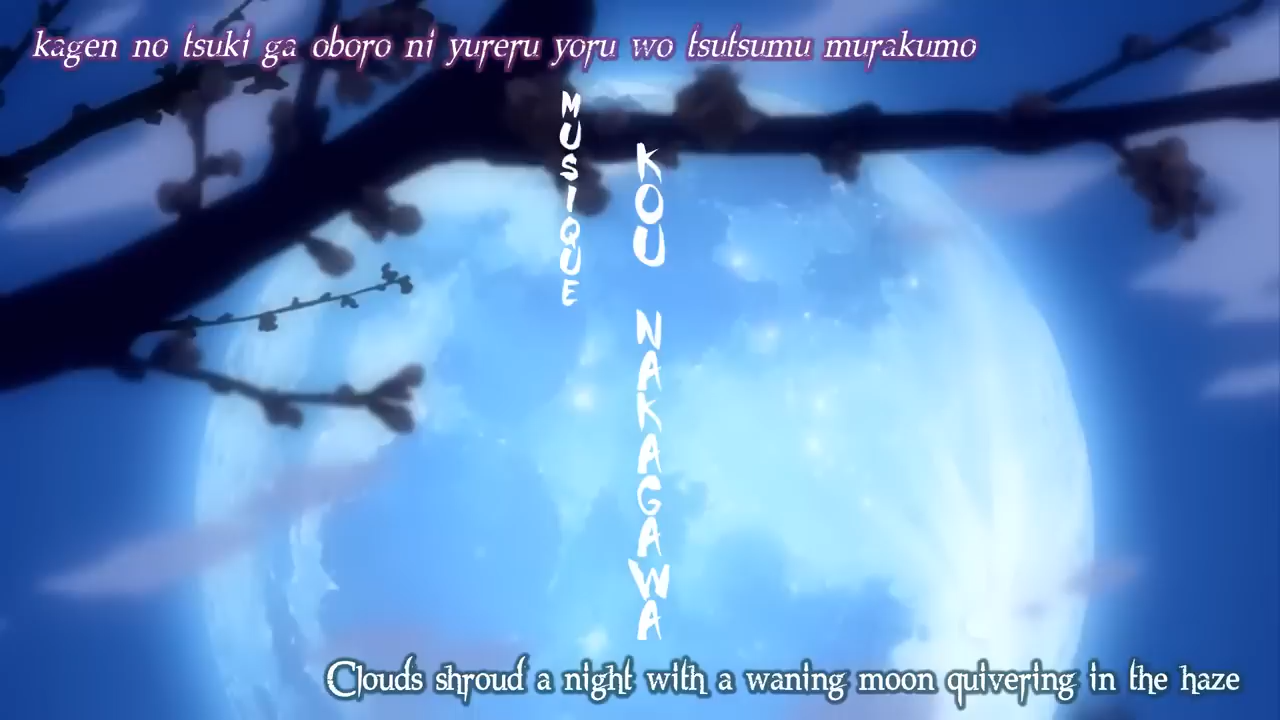 kagen no tsuki ga oboro ni yureru yoru wo tsutsumu murakumo
MUSIQUE
KOU NAKAGAWA
Clouds shroud a night with a waning moon quivering in the haze